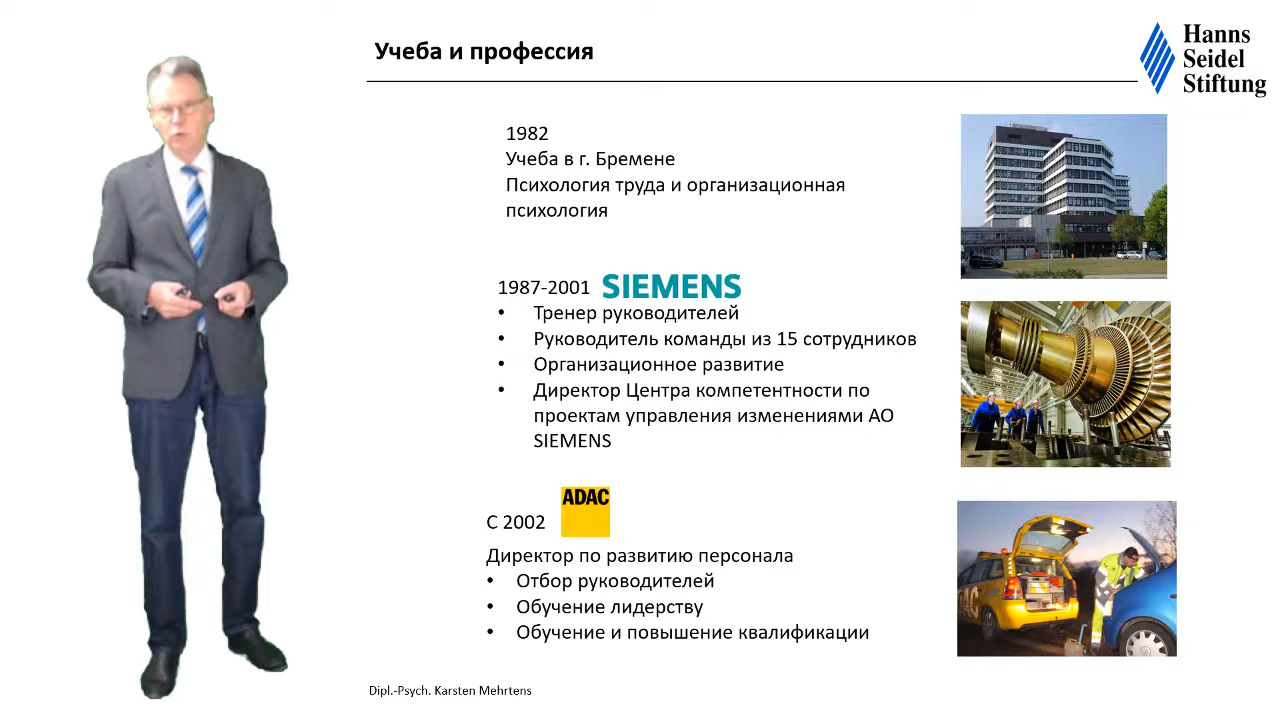 Учеба и профессия
Hanns
Seidel
Stiftung
1982
Учеба в г. Бремене
Психология труда и организационная
психология
1987-2001 SIEMENS
• Тренер руководителей
• Руководитель команды из 15 сотрудников
• Организационное развитие
• Директор Центра компетентности по
проектам управления изменениями АО
SIEMENS
ADAC
С 2002
Директор по развитию персонала
• Отбор руководителей
• Обучение лидерству
• Обучение и повышение квалификации
Dipl.-Psych. Karsten Mehrtens